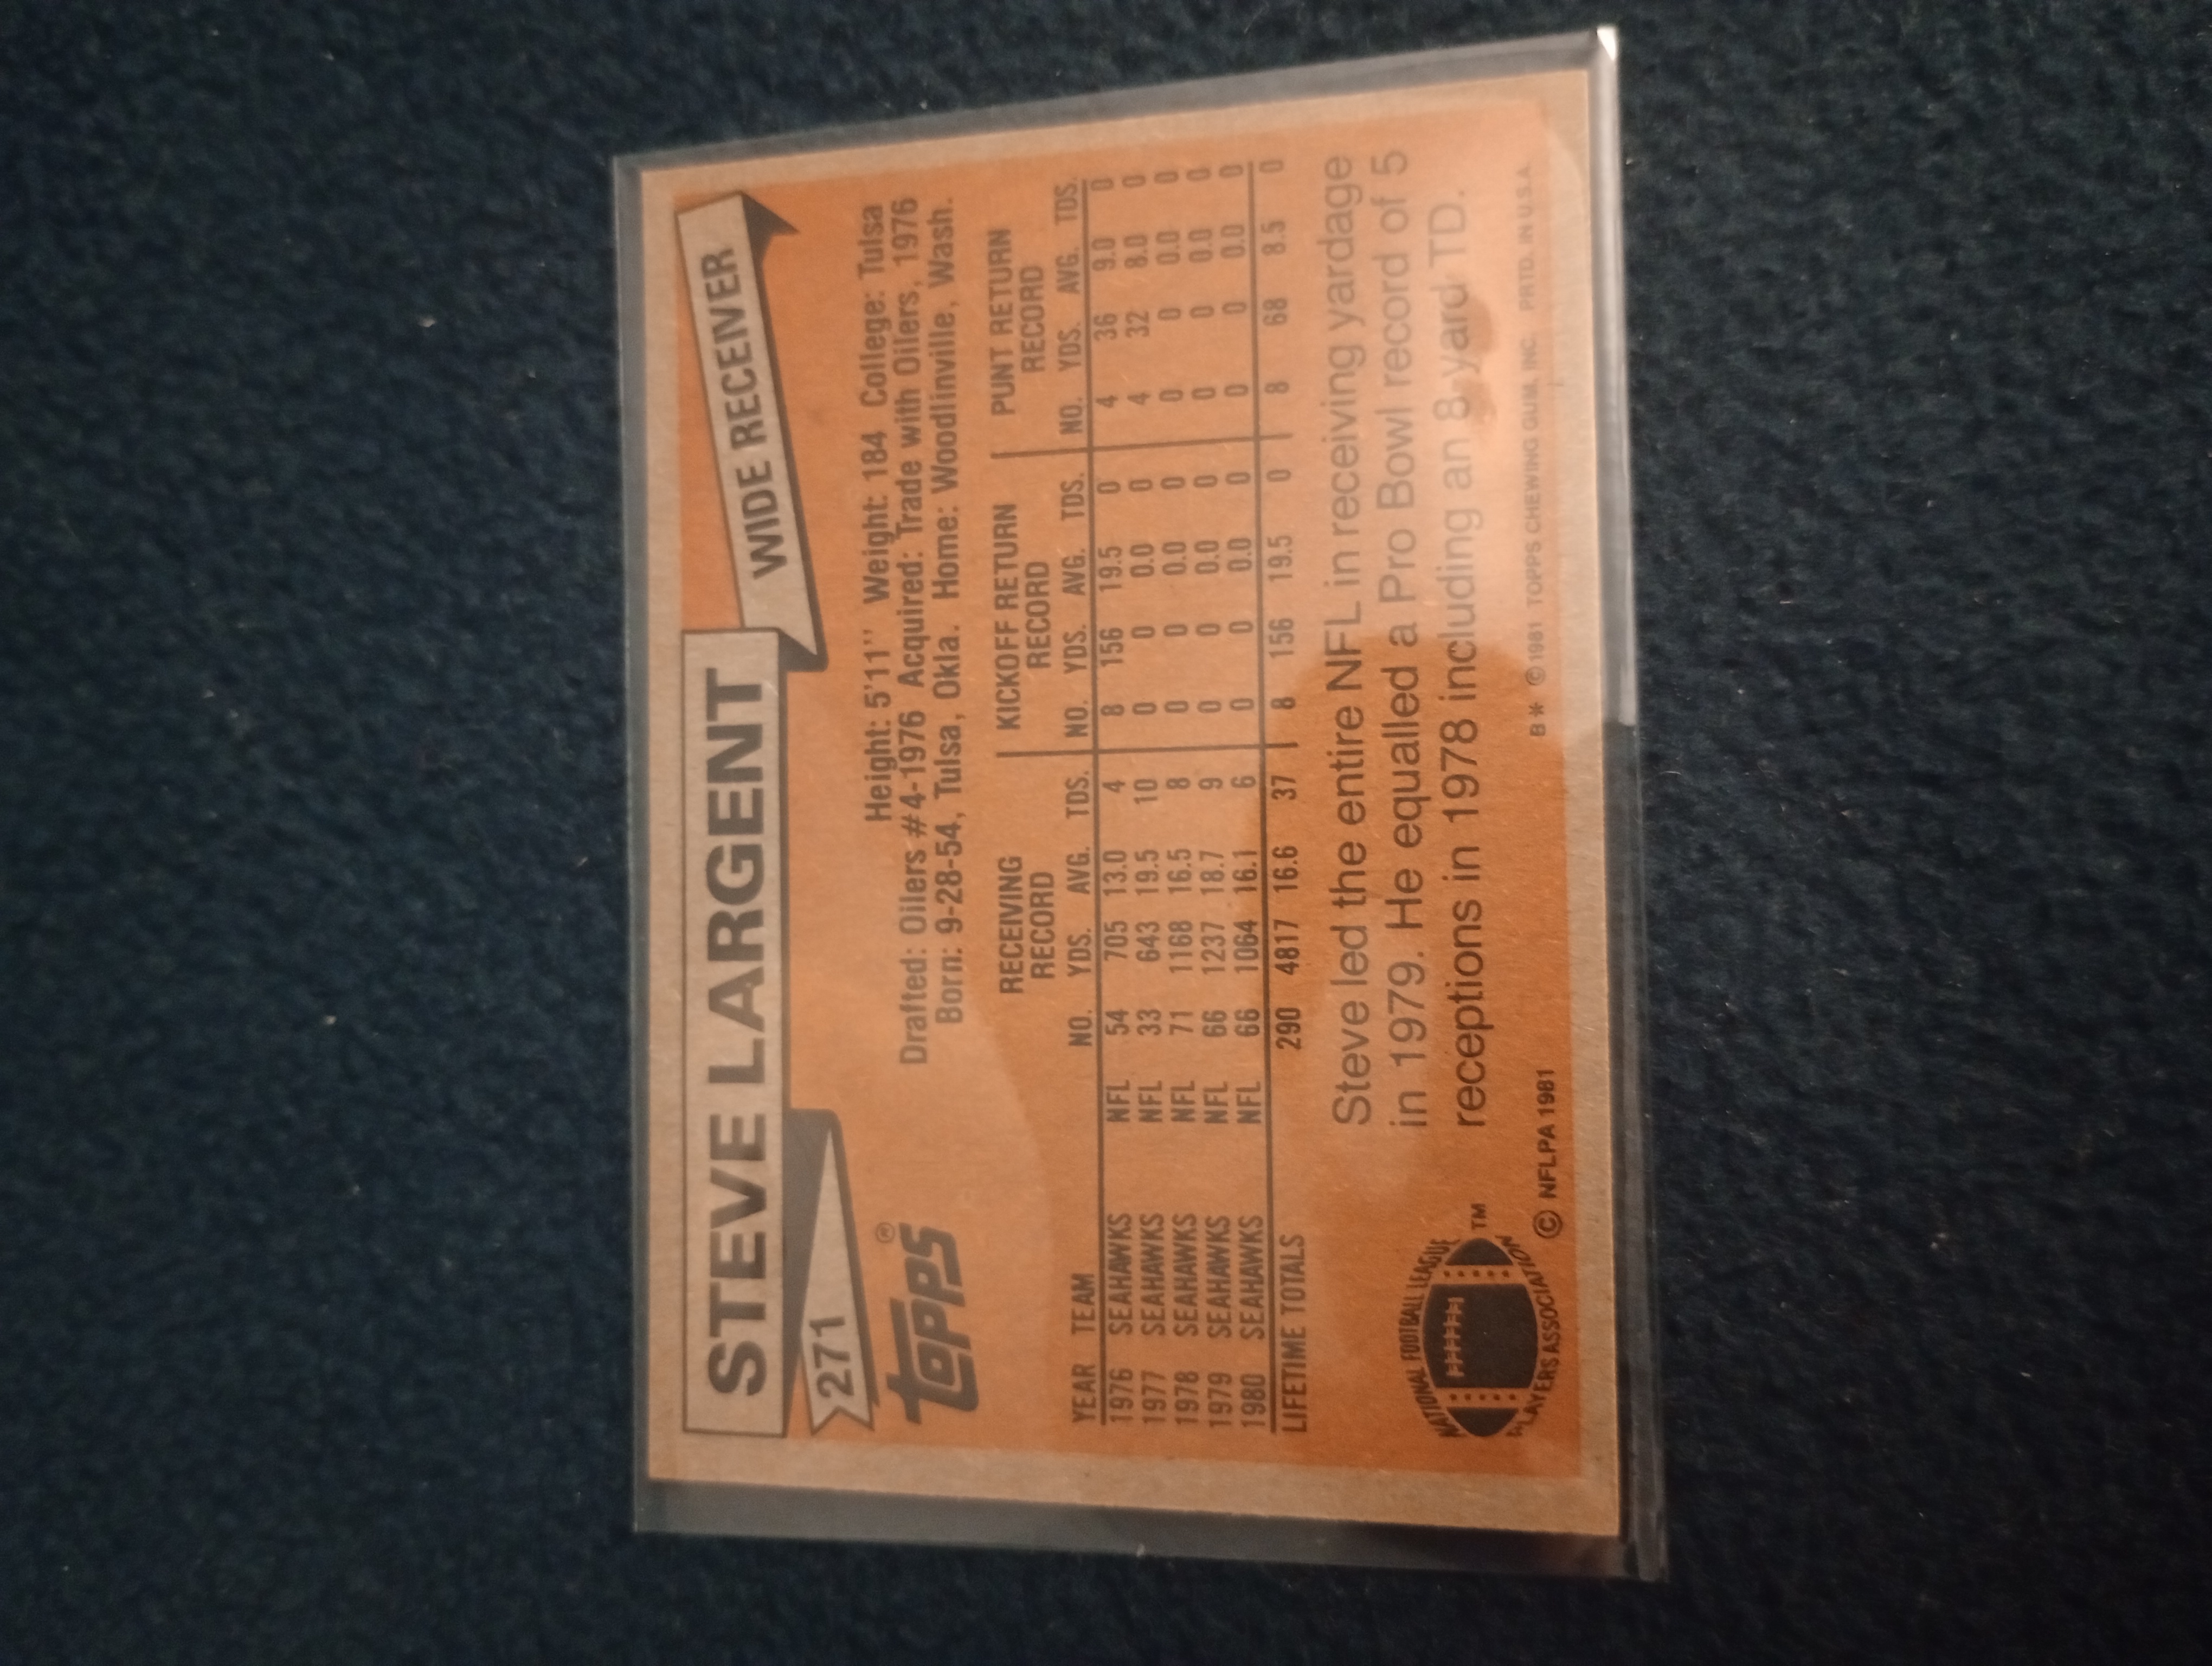 STEVE LARGENT
WIDE RECEIVER
271
TOPPS®
Height: 5'11" Weight: 184 College: Tulsa
Drafted: Oilers #4-1976 Acquired: Trade with Oilers, 1976
Born: 9-28-54, Tulsa, Okla. Home: Woodlinville, Wash.
RECEIVING RECORD KICKOFF RETURN RECORD PUNT RETURN RECORD
YEAR TEAM NO. YDS. AVG. TDS. NO. YDS. AVG. TDS. NO. YDS. AVG. TDS.
1976 SEAHAWKS NFL 54 705 13.0 4 8 156 19.5 0 4 36 9.0 0
1977 SEAHAWKS NFL 33 643 19.5 10 0 0 0.0 0 4 32 8.0 0
1978 SEAHAWKS NFL 71 1168 16.5 8 0 0 0.0 0 0 0 0.0 0
1979 SEAHAWKS NFL 66 1237 18.7 9 0 0 0.0 0 0 0 0.0 0
1980 SEAHAWKS NFL 66 1064 16.1 6 0 0 0.0 0 0 0 0.0 0
LIFETIME TOTALS 290 4817 16.6 37 8 156 19.5 0 8 68 8.5 0
Steve led the entire NFL in receiving yardage
in 1979. He equalled a Pro Bowl record of 5
receptions in 1978 including an 8-yard TD.
NATIONAL FOOTBALL LEAGUE
PLAYERS ASSOCIATION
TM
© NFLPA 1981
B* © 1981 TOPPS CHEWING GUM, INC. PRTD. IN U.S.A.